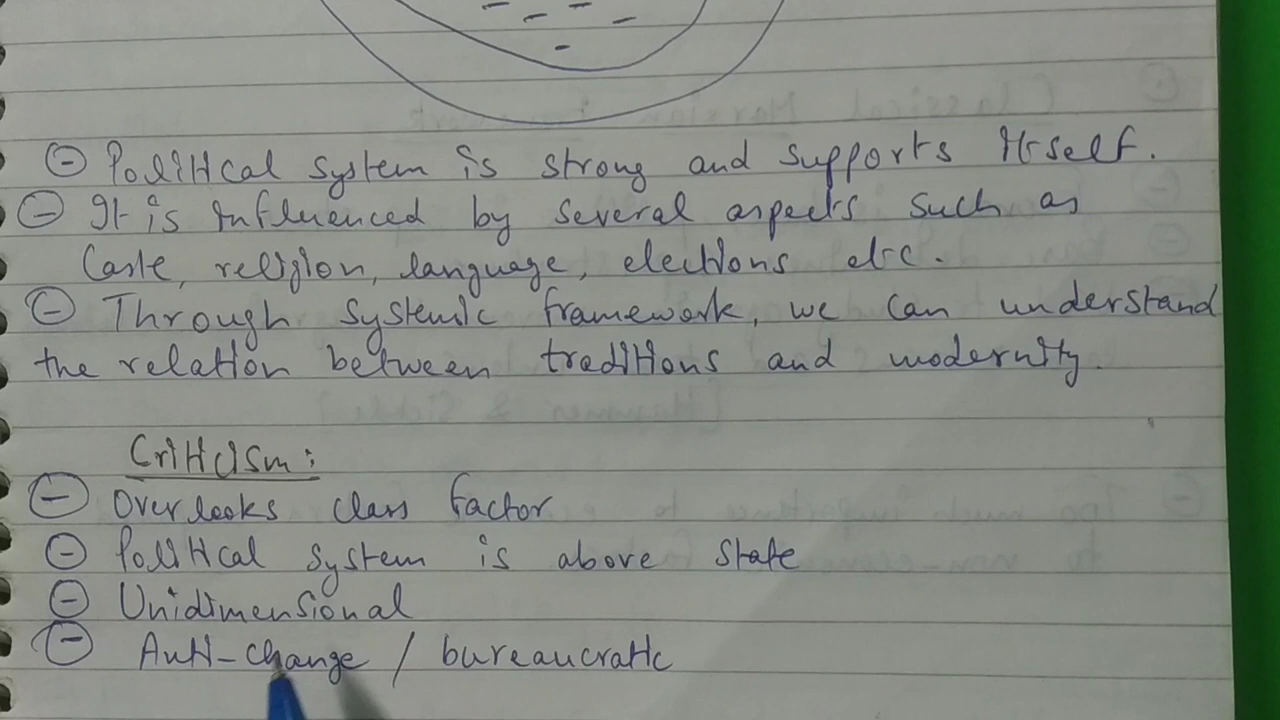 ⊖ Political system is strong and supports itself.
⊖ It is influenced by several aspects such as
Caste, religion, language, elections etc.
⊖ Through systemic framework, we can understand
the relation between traditions and modernity.
Criticism:
⊖ Overlooks class factor
⊖ Political system is above state
⊖ Unidimensional
⊖ Anti-change / bureaucratic